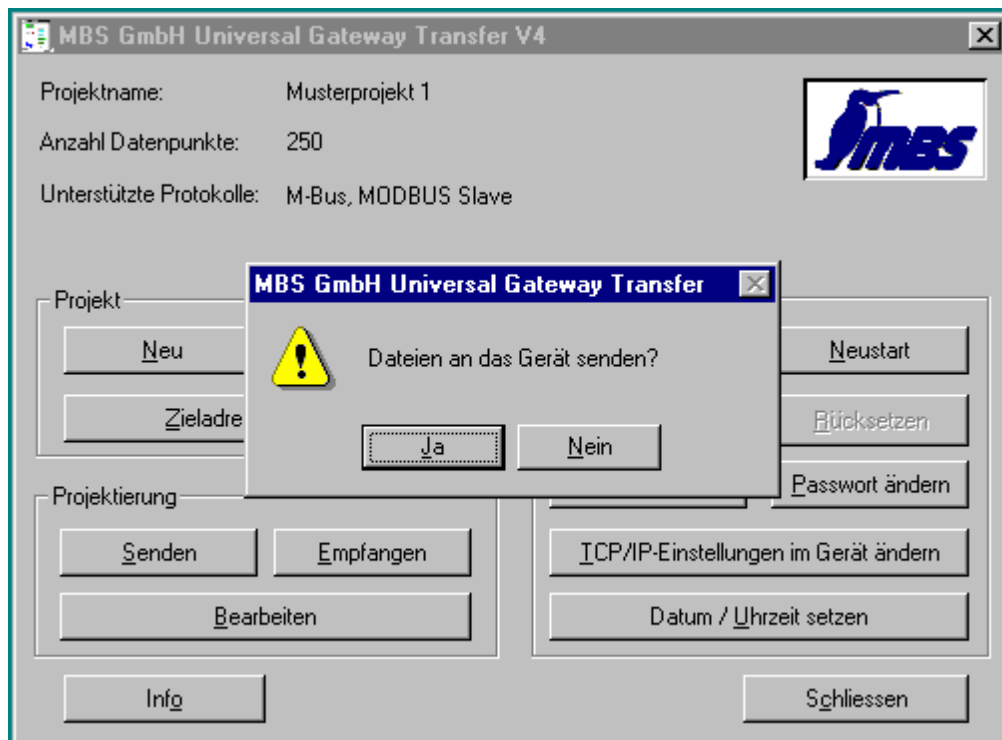 MBS GmbH Universal Gateway Transfer V4
Projektname: Musterprojekt 1
Anzahl Datenpunkte: 250
Unterstützte Protokolle: M-Bus, MODBUS Slave
MBS
MBS GmbH Universal Gateway Transfer
Dateien an das Gerät senden?
Ja Nein
Projekt
Neu Neustart
Zieladre Rücksetzen
Passwort ändern
Projektierung
Senden Empfangen TCP/IP-Einstellungen im Gerät ändern
Bearbeiten Datum / Uhrzeit setzen
Info Schliessen